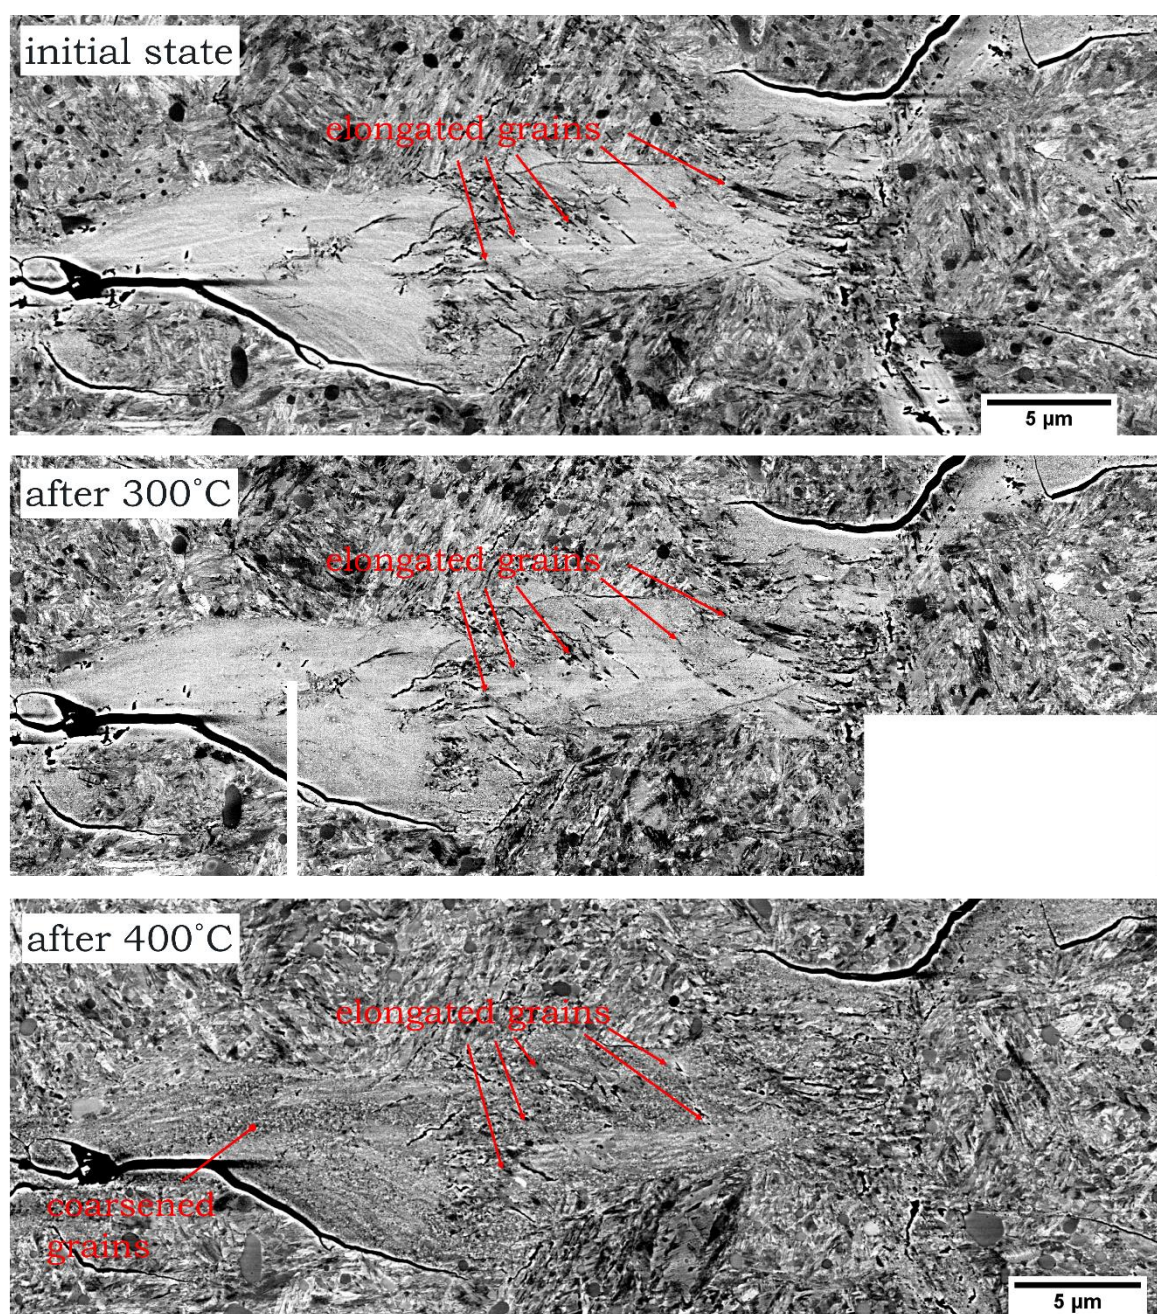 initial state
elongated grains
5 µm
after 300°C
elongated grains
after 400°C
elongated grains
coarsened
grains
5 µm